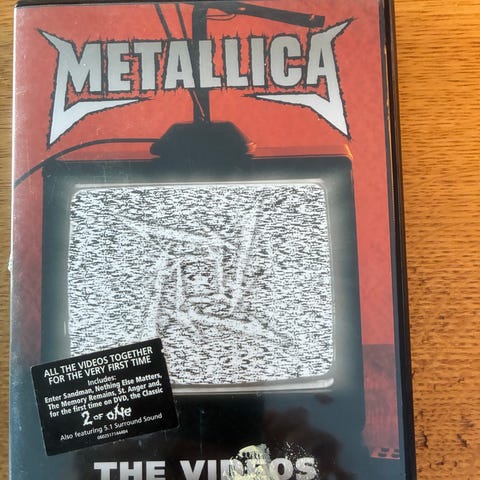 METALLICA
ALL THE VIDEOS TOGETHER
FOR THE VERY FIRST TIME
Includes:
Enter Sandman, Nothing Else Matters,
The Memory Remains, St. Anger and,
for the first time on DVD, the Classic
2 OF ONE
Also featuring 5.1 Surround Sound
0602517164404
THE VIDEOS